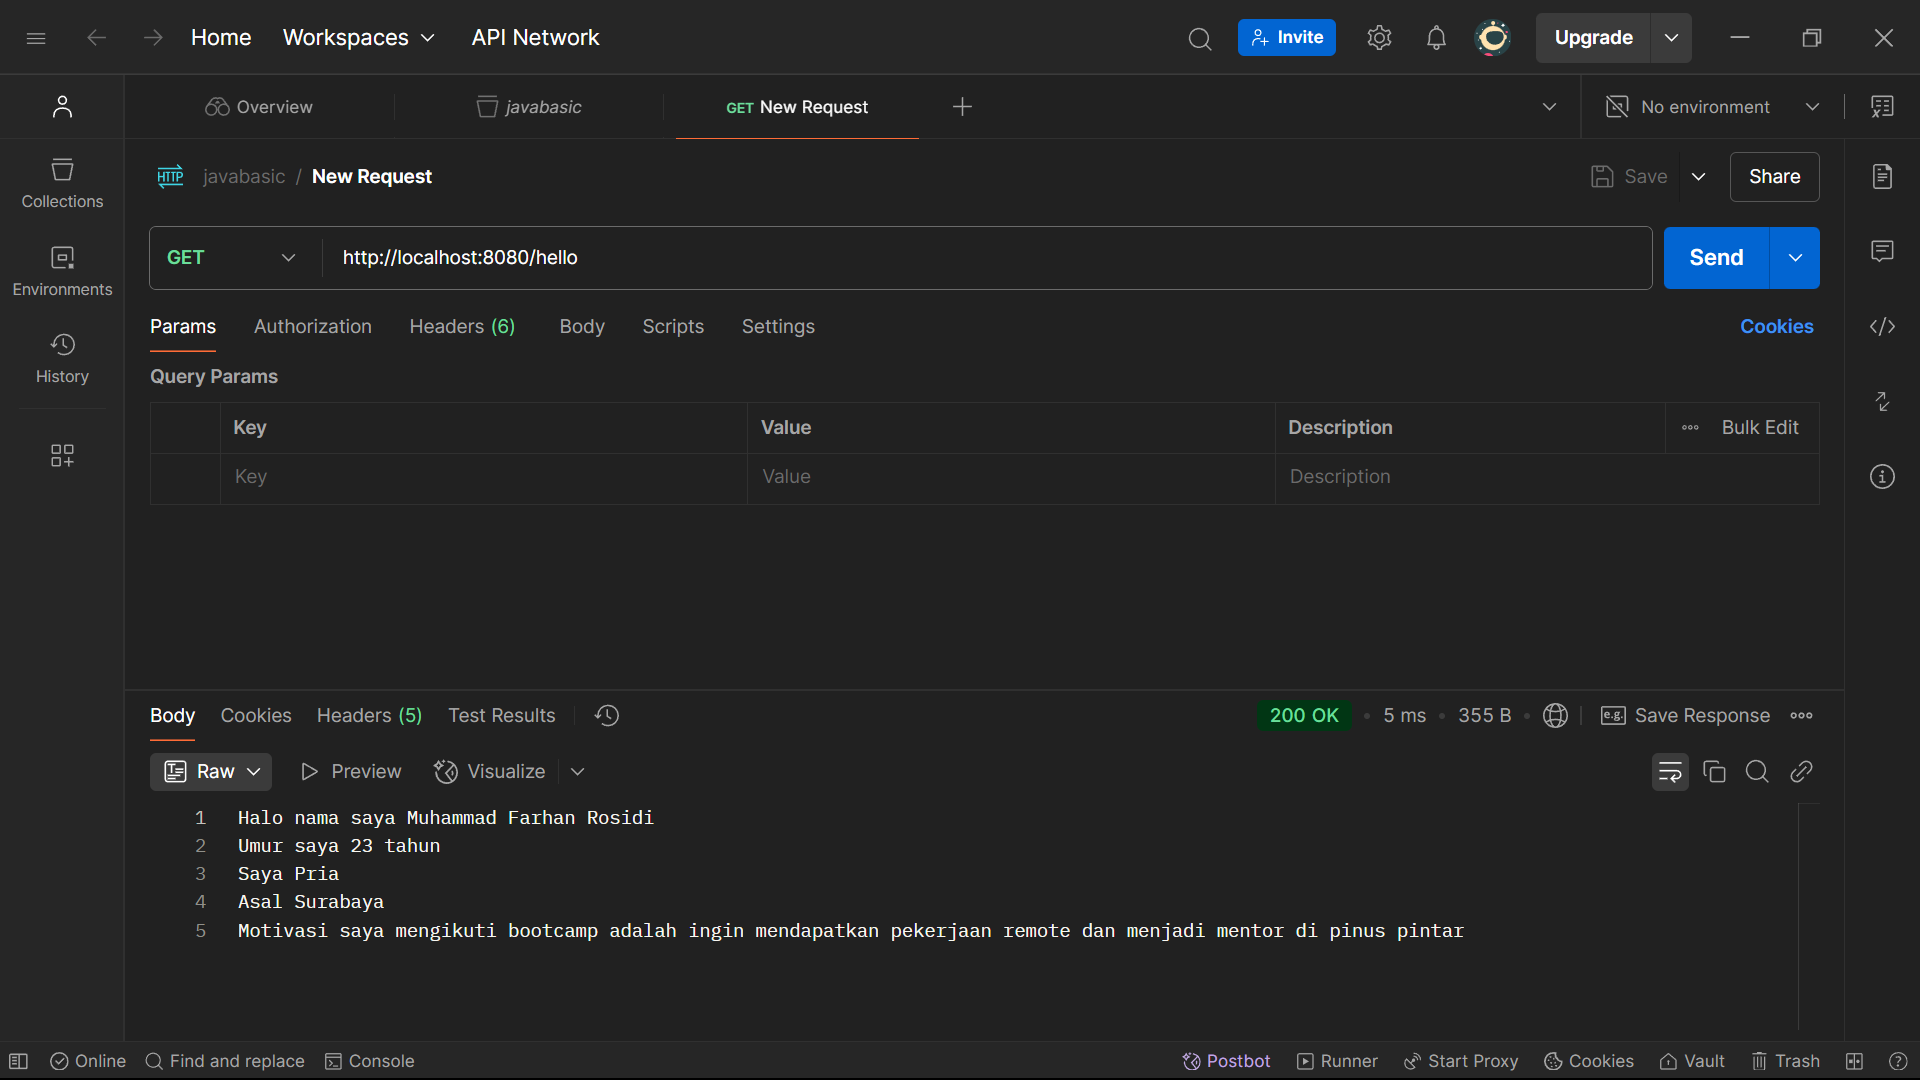 Home Workspaces API Network Invite Upgrade
Overview javabasic GET New Request No environment
HTTP javabasic / New Request Save Share
Collections
GET http://localhost:8080/hello Send
Environments
Params Authorization Headers (6) Body Scripts Settings Cookies
History
Query Params
Key Value Description Bulk Edit
Key Value Description
Body Cookies Headers (5) Test Results 200 OK 5 ms 355 B e.g. Save Response
Raw Preview Visualize
1 Halo nama saya Muhammad Farhan Rosidi
2 Umur saya 23 tahun
3 Saya Pria
4 Asal Surabaya
5 Motivasi saya mengikuti bootcamp adalah ingin mendapatkan pekerjaan remote dan menjadi mentor di pinus pintar
Online Find and replace Console Postbot Runner Start Proxy Cookies Vault Trash